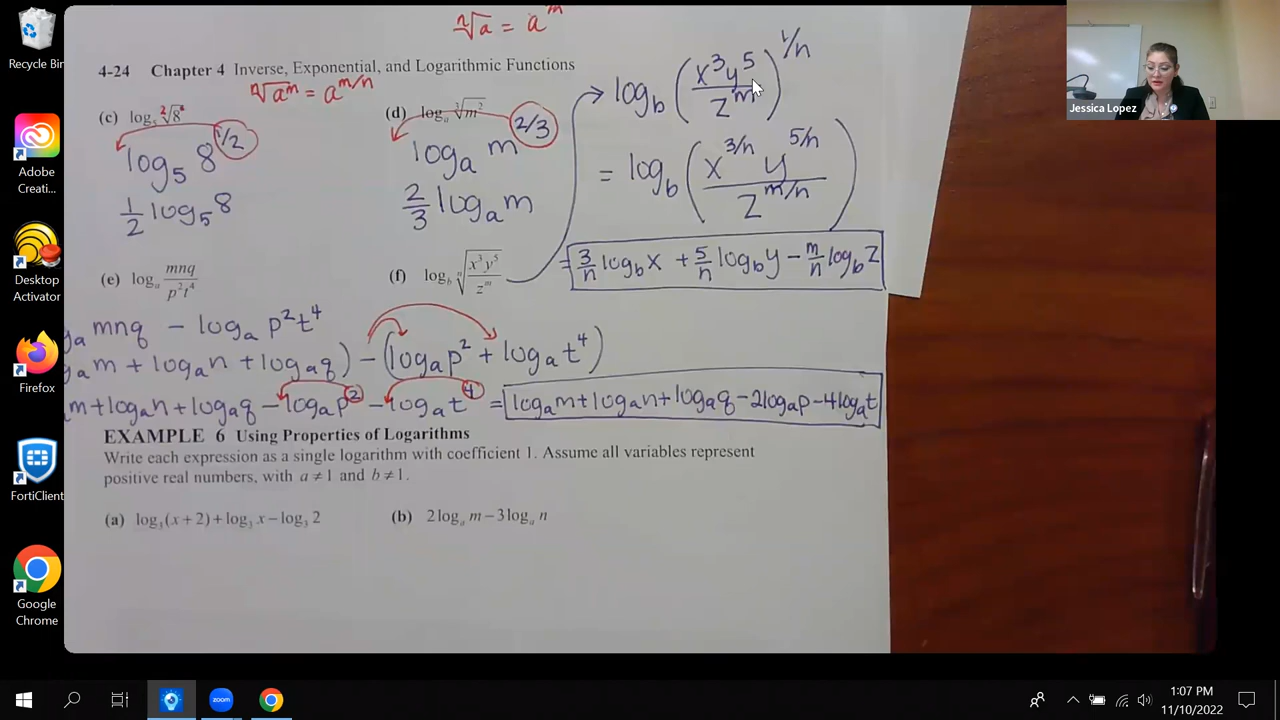 Recycle Bin
Adobe
Creati...
Desktop
Activator
Firefox
FortiClient
Google
Chrome
ⁿ√a = a^m
4-24 Chapter 4 Inverse, Exponential, and Logarithmic Functions
ⁿ√a^m = a^(m/n)
(c) log₅ ²√8
log₅ 8^(1/2)
1/2 log₅ 8
(d) logₐ ³√m²
logₐ m^(2/3)
2/3 logₐ m
(e) logₐ mnq/p²t⁴
(f) log_b ⁿ√(x³y⁵/z^m)
→ log_b (x³y⁵/z^m)^(1/n)
= log_b (x^(3/n) y^(5/n) / z^(m/n))
= 3/n log_b x + 5/n log_b y − m/n log_b z
gₐ mnq − logₐ p²t⁴
gₐ m + logₐ n + logₐ q) − (logₐ p² + logₐ t⁴)
m + logₐ n + logₐ q − logₐ p² − logₐ t⁴ = logₐ m + logₐ n + logₐ q − 2logₐ p − 4logₐ t
EXAMPLE 6 Using Properties of Logarithms
Write each expression as a single logarithm with coefficient 1. Assume all variables represent
positive real numbers, with a ≠ 1 and b ≠ 1.
(a) log₃(x + 2) + log₃ x − log₃ 2
(b) 2 logₐ m − 3 logₐ n
Jessica Lopez
zoom
1:07 PM
11/10/2022